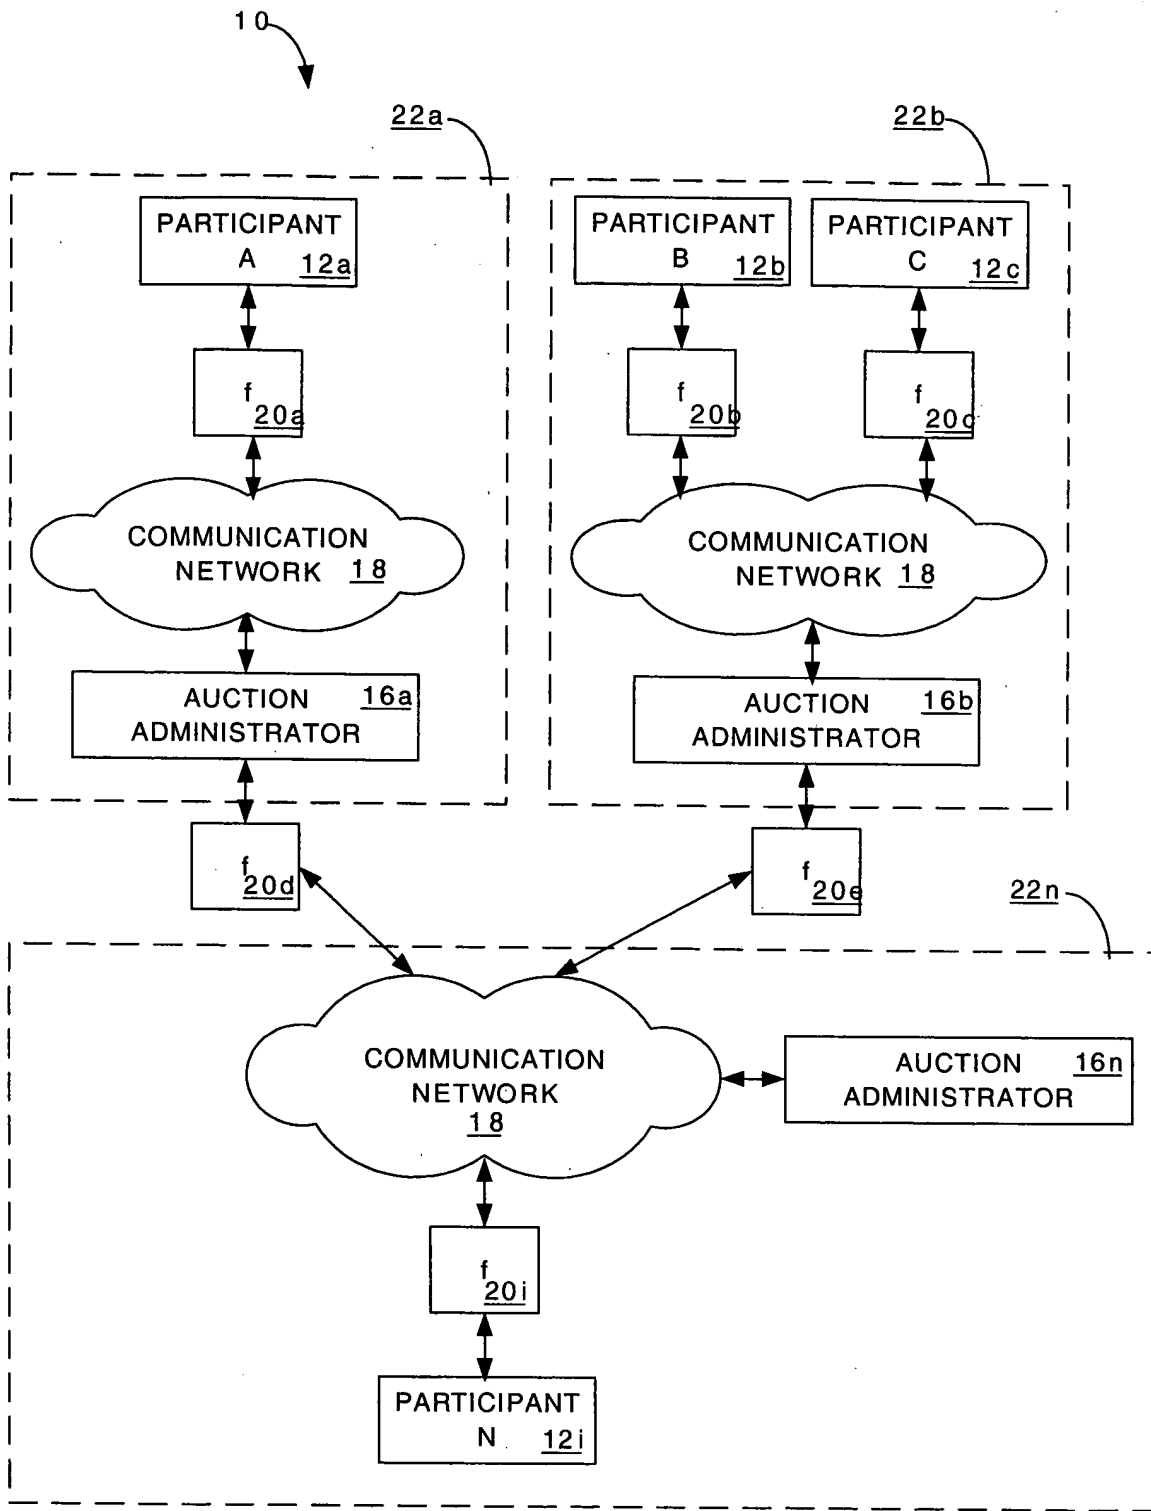 10
22a
22b
PARTICIPANT
A 12a
PARTICIPANT
B 12b
PARTICIPANT
C 12c
f
20a
f
20b
f
20c
COMMUNICATION
NETWORK 18
COMMUNICATION
NETWORK 18
AUCTION 16a
ADMINISTRATOR
AUCTION 16b
ADMINISTRATOR
f
20d
f
20e
22n
COMMUNICATION
NETWORK
18
AUCTION 16n
ADMINISTRATOR
f
20i
PARTICIPANT
N 12i